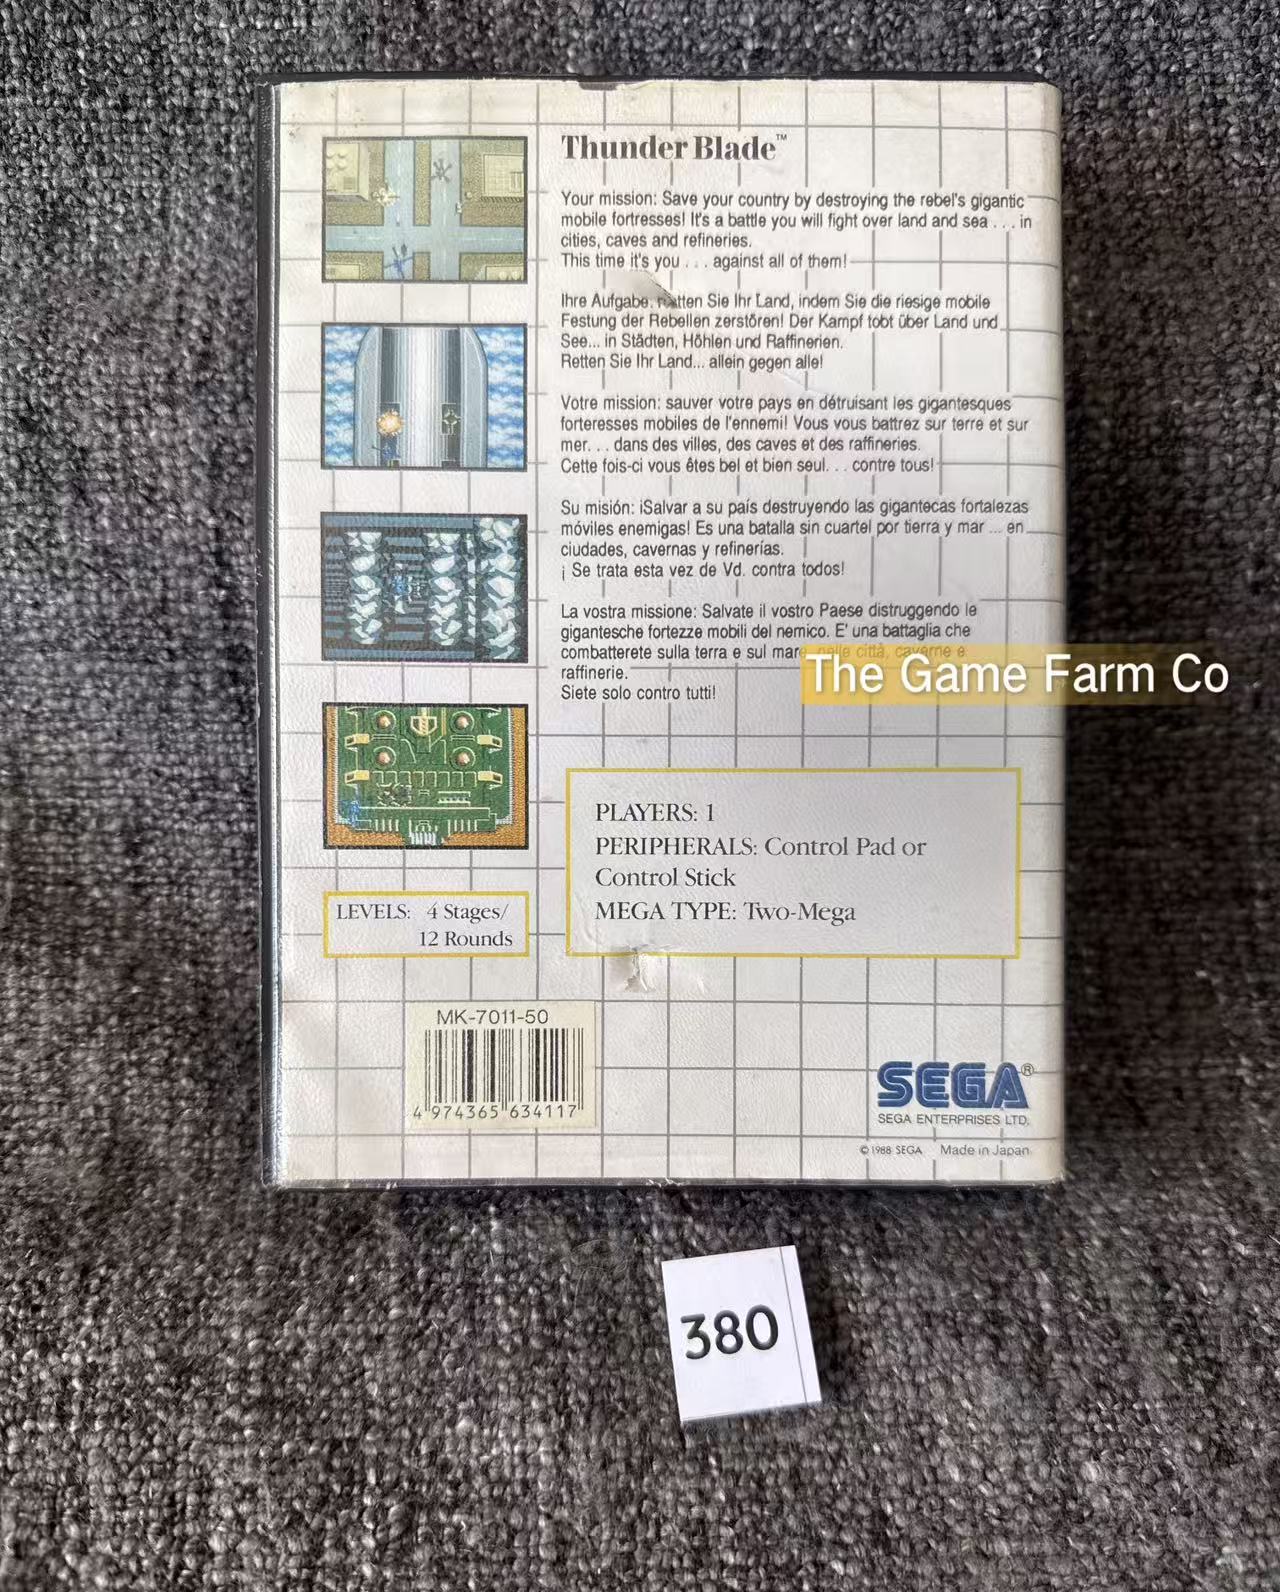 Thunder Blade™
Your mission: Save your country by destroying the rebel's gigantic
mobile fortresses! It's a battle you will fight over land and sea . . . in
cities, caves and refineries.
This time it's you . . . against all of them!
Ihre Aufgabe: retten Sie Ihr Land, indem Sie die riesige mobile
Festung der Rebellen zerstören! Der Kampf tobt über Land und
See... in Städten, Höhlen und Raffinerien.
Retten Sie Ihr Land... allein gegen alle!
Votre mission: sauver votre pays en détruisant les gigantesques
forteresses mobiles de l'ennemi! Vous vous battrez sur terre et sur
mer. . . dans des villes, des caves et des raffineries.
Cette fois-ci vous êtes bel et bien seul. . . contre tous!
Su misión: ¡Salvar a su país destruyendo las gigantecas fortalezas
móviles enemigas! Es una batalla sin cuartel por tierra y mar ... en
ciudades, cavernas y refinerías.
¡ Se trata esta vez de Vd. contra todos!
La vostra missione: Salvate il vostro Paese distruggendo le
gigantesche fortezze mobili del nemico. E' una battaglia che
combatterete sulla terra e sul mare nelle città, caverne e
raffinerie.
Siete solo contro tutti!
The Game Farm Co
PLAYERS: 1
PERIPHERALS: Control Pad or
Control Stick
MEGA TYPE: Two-Mega
LEVELS: 4 Stages/
12 Rounds
MK-7011-50
4 974365 634117
SEGA®
SEGA ENTERPRISES LTD.
©1988 SEGA Made in Japan
380